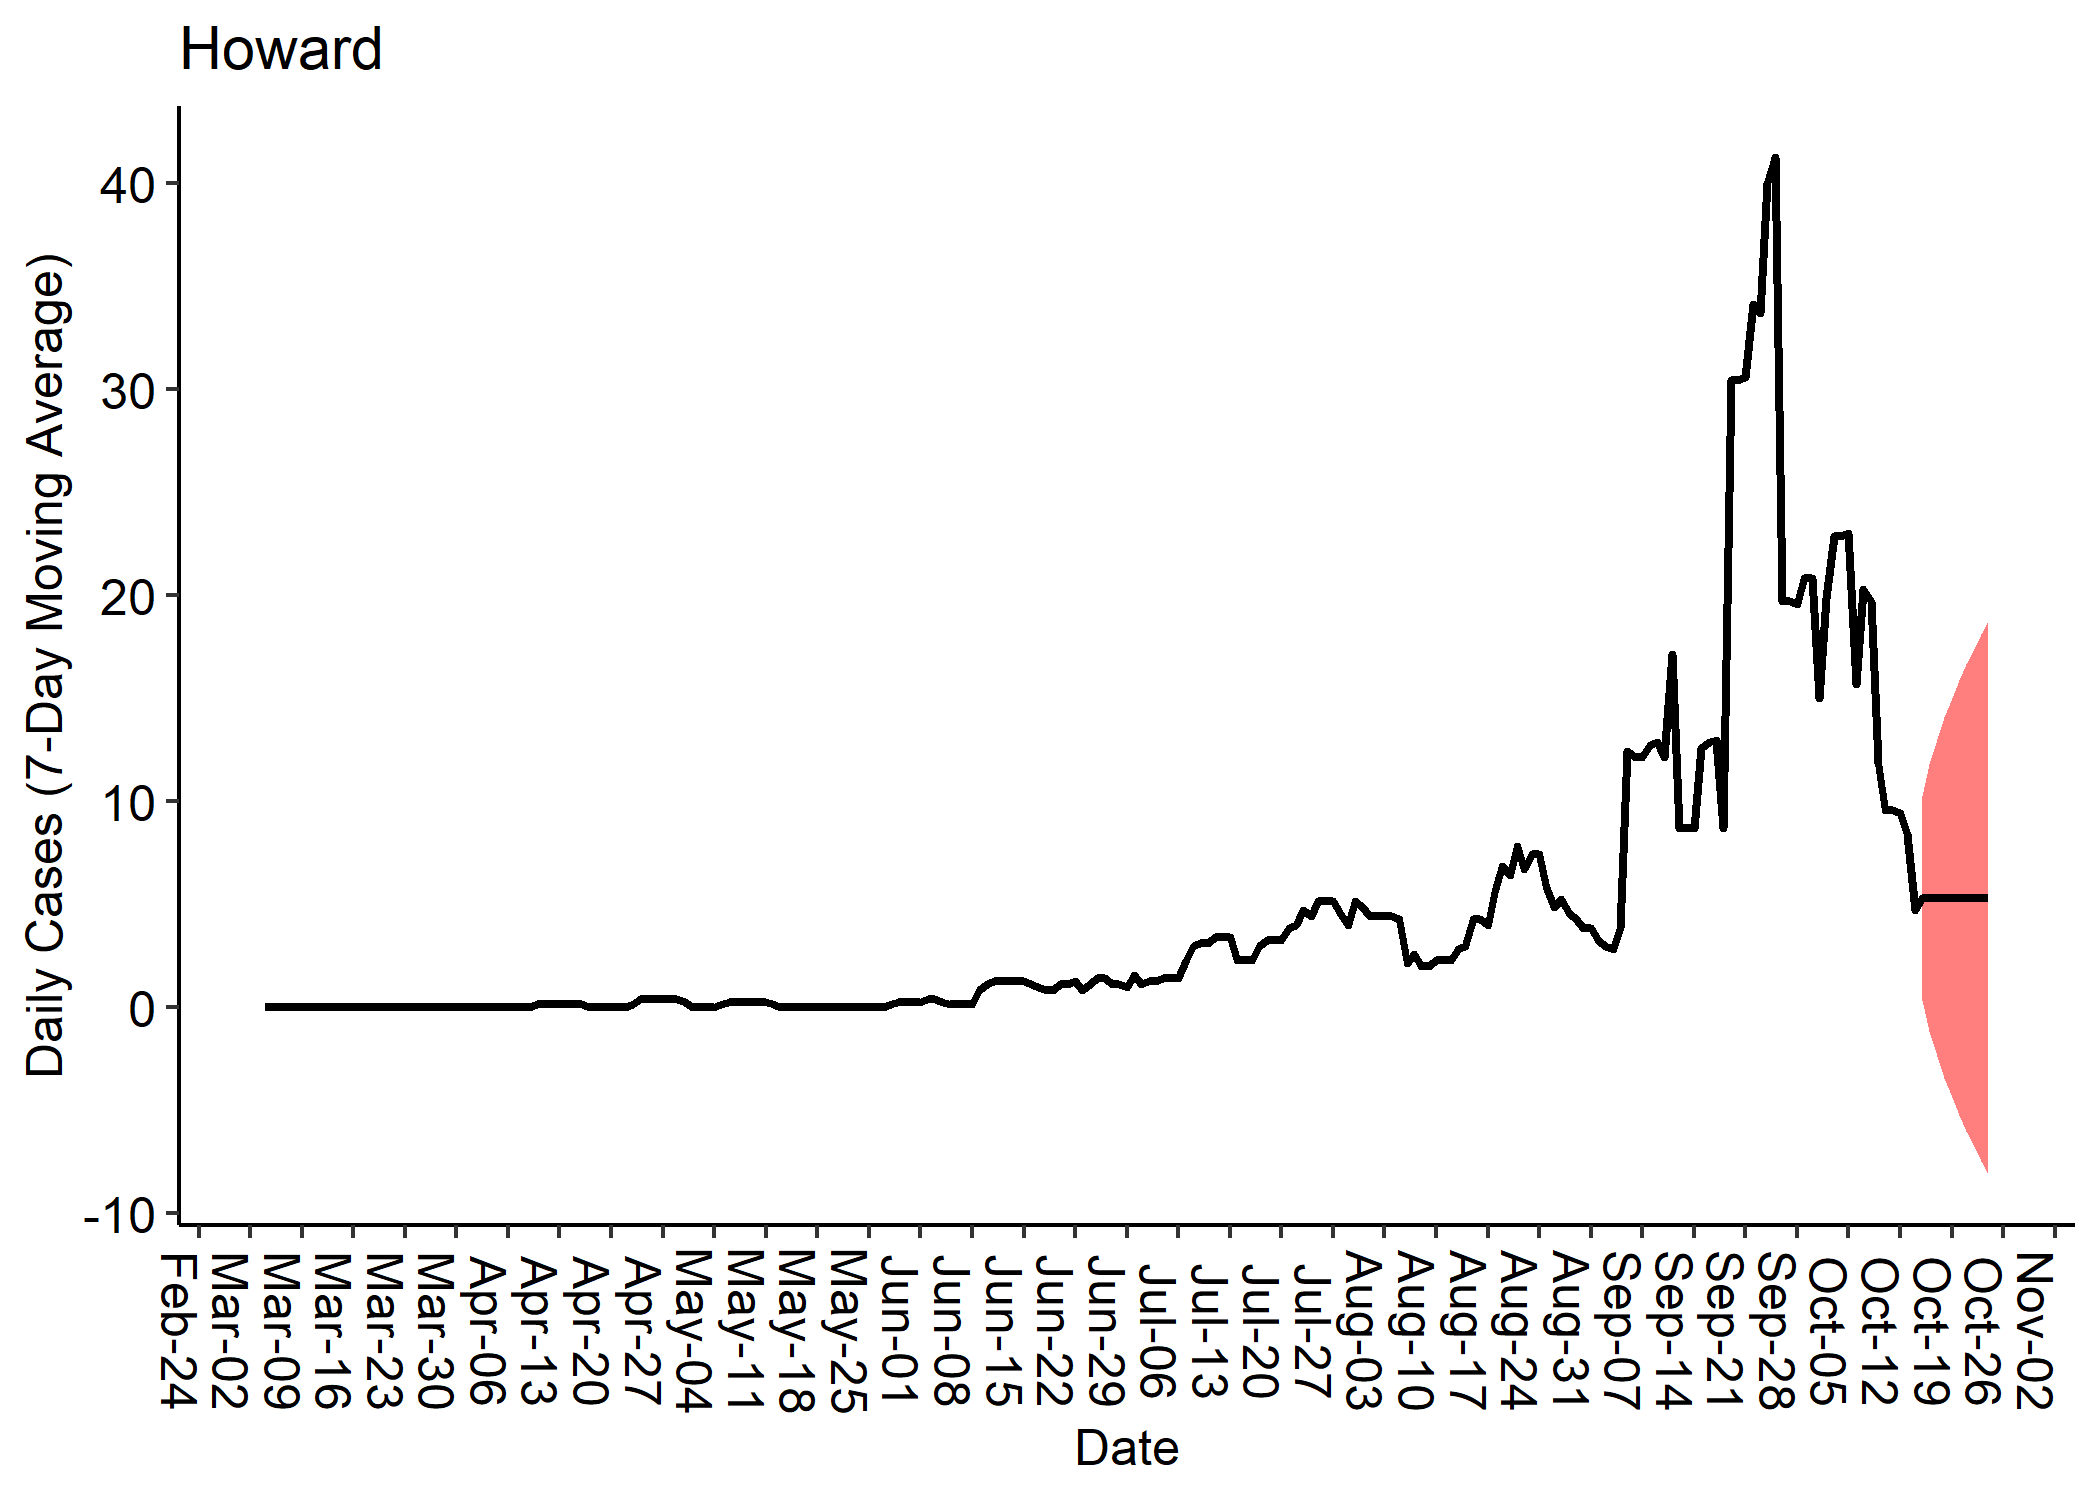 Howard
Daily Cases (7-Day Moving Average)
40
30
20
10
0
-10
Feb-24
Mar-02
Mar-09
Mar-16
Mar-23
Mar-30
Apr-06
Apr-13
Apr-20
Apr-27
May-04
May-11
May-18
May-25
Jun-01
Jun-08
Jun-15
Jun-22
Jun-29
Jul-06
Jul-13
Jul-20
Jul-27
Aug-03
Aug-10
Aug-17
Aug-24
Aug-31
Sep-07
Sep-14
Sep-21
Sep-28
Oct-05
Oct-12
Oct-19
Oct-26
Nov-02
Date